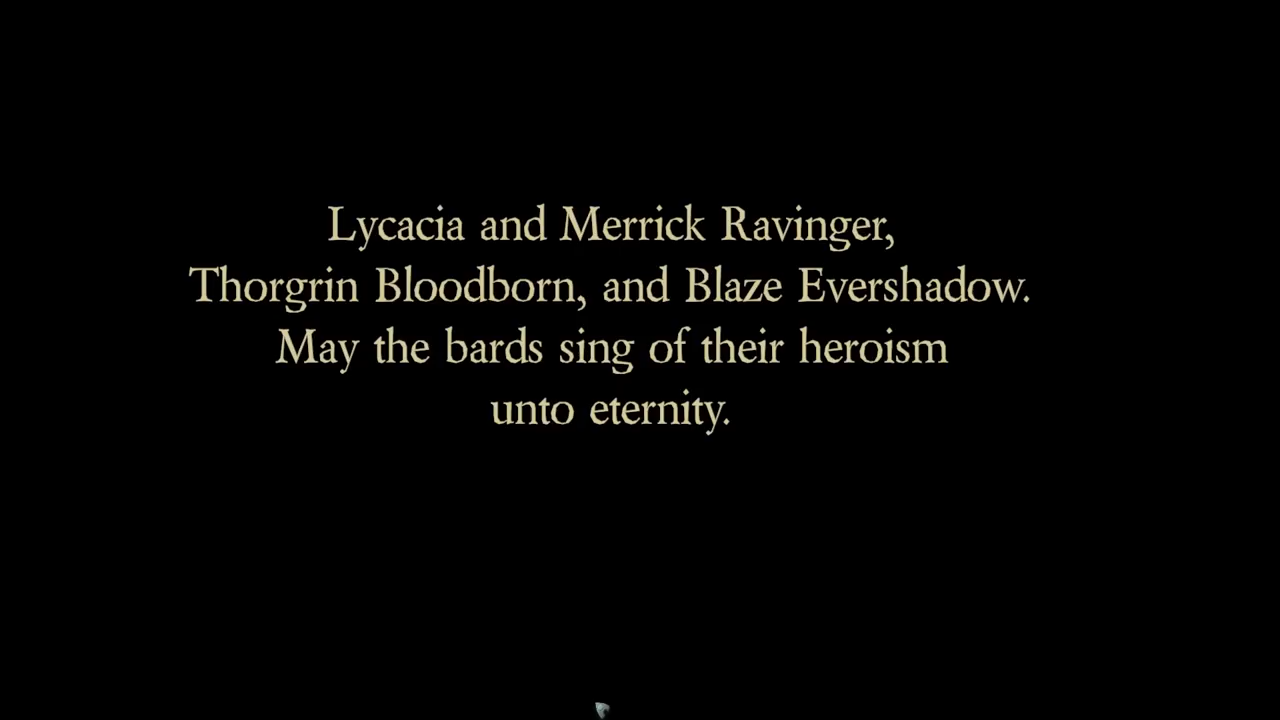 Lycacia and Merrick Ravinger,
Thorgrin Bloodborn, and Blaze Evershadow.
May the bards sing of their heroism
unto eternity.